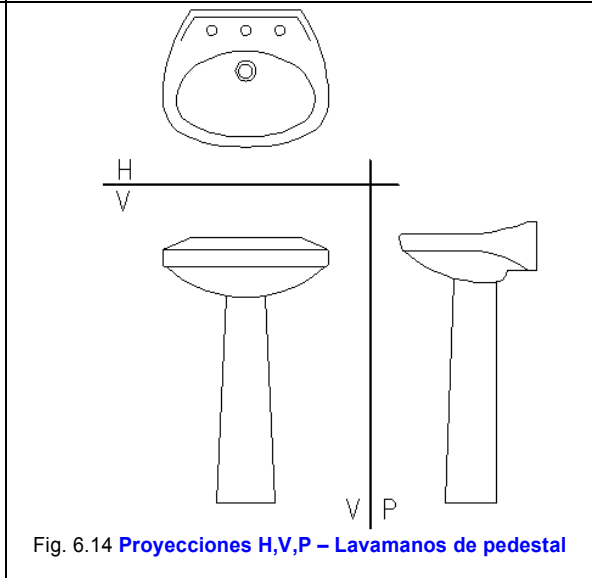 H
V
V P
Fig. 6.14 Proyecciones H,V,P – Lavamanos de pedestal